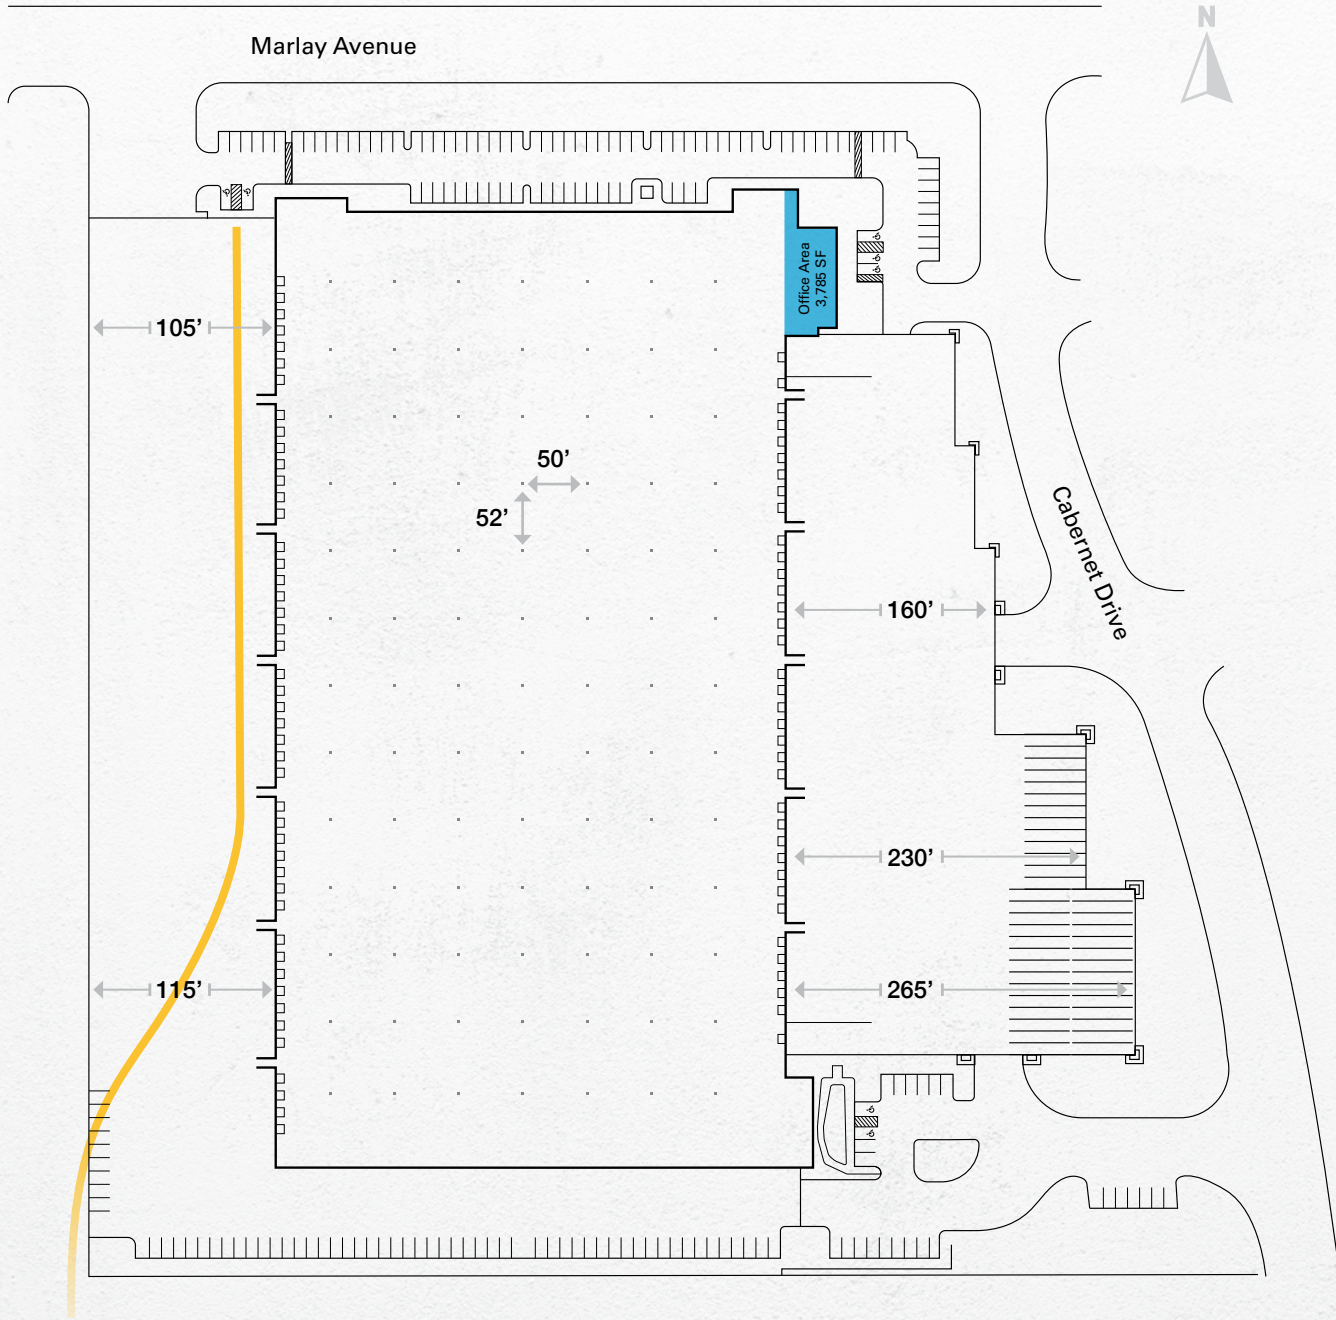 Marlay Avenue
N
Office Area
3,785 SF
105’
50’
52’
Cabernet Drive
160’
230’
115’
265’